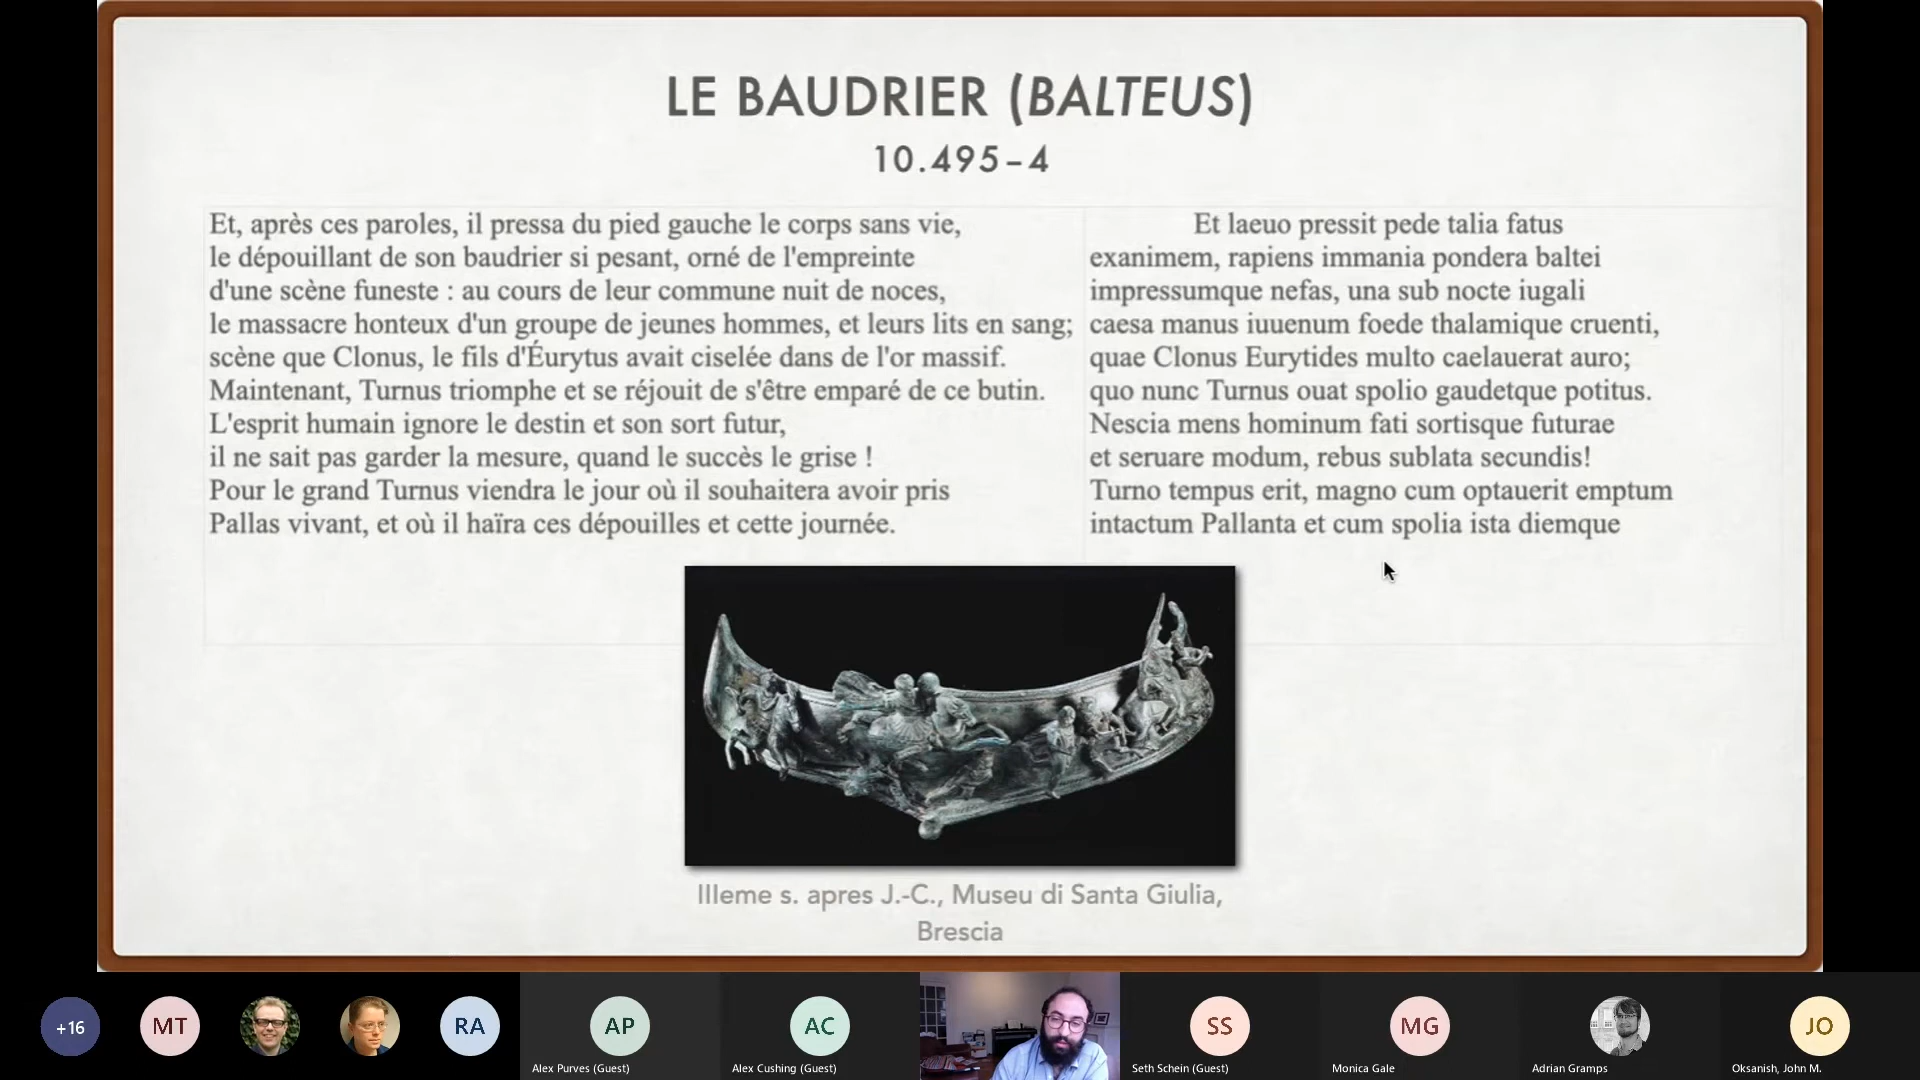 LE BAUDRIER (BALTEUS)
10.495–4
Et, après ces paroles, il pressa du pied gauche le corps sans vie,
le dépouillant de son baudrier si pesant, orné de l'empreinte
d'une scène funeste : au cours de leur commune nuit de noces,
le massacre honteux d'un groupe de jeunes hommes, et leurs lits en sang;
scène que Clonus, le fils d'Éurytus avait ciselée dans de l'or massif.
Maintenant, Turnus triomphe et se réjouit de s'être emparé de ce butin.
L'esprit humain ignore le destin et son sort futur,
il ne sait pas garder la mesure, quand le succès le grise !
Pour le grand Turnus viendra le jour où il souhaitera avoir pris
Pallas vivant, et où il haïra ces dépouilles et cette journée.
Et laeuo pressit pede talia fatus
exanimem, rapiens immania pondera baltei
impressumque nefas, una sub nocte iugali
caesa manus iuuenum foede thalamique cruenti,
quae Clonus Eurytides multo caelauerat auro;
quo nunc Turnus ouat spolio gaudetque potitus.
Nescia mens hominum fati sortisque futurae
et seruare modum, rebus sublata secundis!
Turno tempus erit, magno cum optauerit emptum
intactum Pallanta et cum spolia ista diemque
IIIeme s. apres J.-C., Museu di Santa Giulia,
Brescia
+16
MT
RA
AP
Alex Purves (Guest)
AC
Alex Cushing (Guest)
SS
Seth Schein (Guest)
MG
Monica Gale
Adrian Gramps
JO
Oksanish, John M.